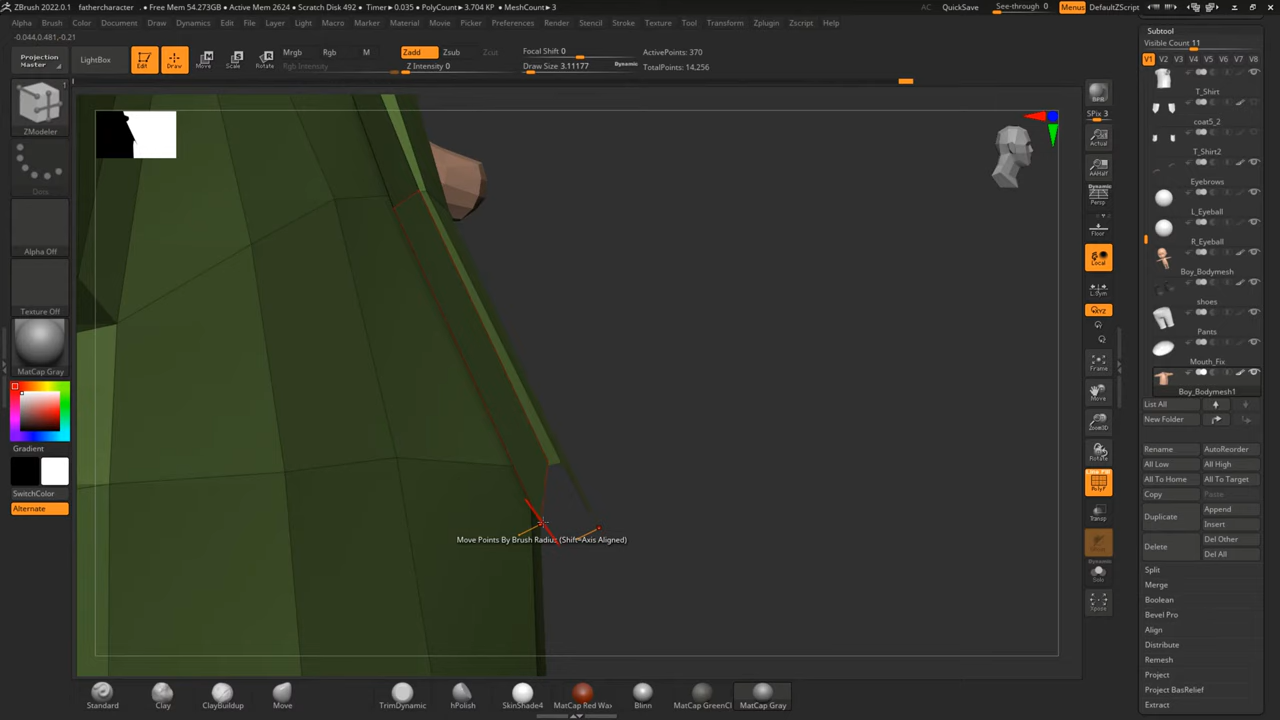 ZBrush 2022.0.1 fathercharacter . • Free Mem 54.273GB • Active Mem 2624 • Scratch Disk 492 • Timer▸0.035 • PolyCount▸3.704 KP • MeshCount▸3 AC QuickSave See-through 0 Menus DefaultZScript
Alpha Brush Color Document Draw Dynamics Edit File Layer Light Macro Marker Material Movie Picker Preferences Render Stencil Stroke Texture Tool Transform Zplugin Zscript Help
-0.044,0.481,-0.21
Projection Master
LightBox
Edit
Draw
Move
Scale
Rotate
Mrgb Rgb M
Rgb Intensity
Zadd Zsub Zcut
Z Intensity 0
Focal Shift 0
Draw Size 3.11177 Dynamic
ActivePoints: 370
TotalPoints: 14,256
1
ZModeler
Dots
Alpha Off
Texture Off
MatCap Gray
Gradient
SwitchColor
Alternate
Move Points By Brush Radius (Shift-Axis Aligned)
BPR
SPix 3
Actual
AAHalf
Dynamic
Persp
Floor
Local
L.Sym
XYZ
Frame
Move
Zoom3D
Rotate
Line Fill
PolyF
Transp
Dynamic
Solo
Xpose
Subtool
Visible Count 11
V1 V2 V3 V4 V5 V6 V7 V8
T_Shirt
coat5_2
T_Shirt2
Eyebrows
L_Eyeball
R_Eyeball
Boy_Bodymesh
shoes
Pants
Mouth_Fix
Boy_Bodymesh1
List All
New Folder
Rename AutoReorder
All Low All High
All To Home All To Target
Copy Paste
Duplicate Append
Insert
Delete Del Other
Del All
Split
Merge
Boolean
Bevel Pro
Align
Distribute
Remesh
Project
Project BasRelief
Extract
Standard Clay ClayBuildup Move TrimDynamic hPolish SkinShade4 MatCap Red Wax Blinn MatCap GreenCl MatCap Gray